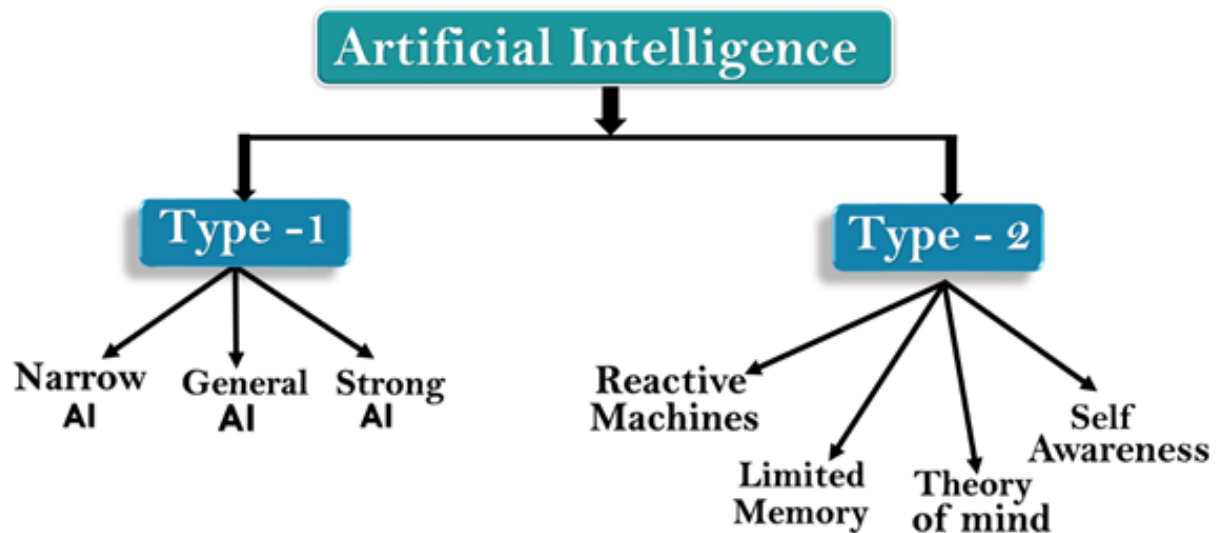 Artificial Intelligence
Type -1
Type - 2
Narrow
AI
General
AI
Strong
AI
Reactive
Machines
Limited
Memory
Theory
of mind
Self
Awareness